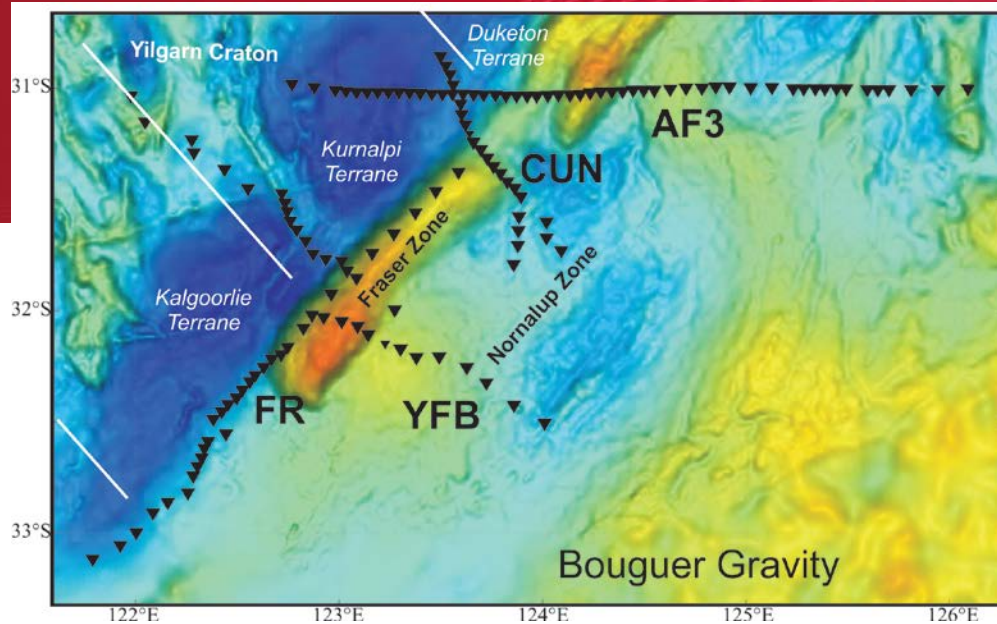 Duketon
Terrane
Yilgarn Craton
31°S
AF3
Kurnalpi
Terrane
CUN
Fraser Zone
Nornalup Zone
32°S
Kalgoorlie
Terrane
FR
YFB
33°S
Bouguer Gravity
122°E 123°E 124°E 125°E 126°E